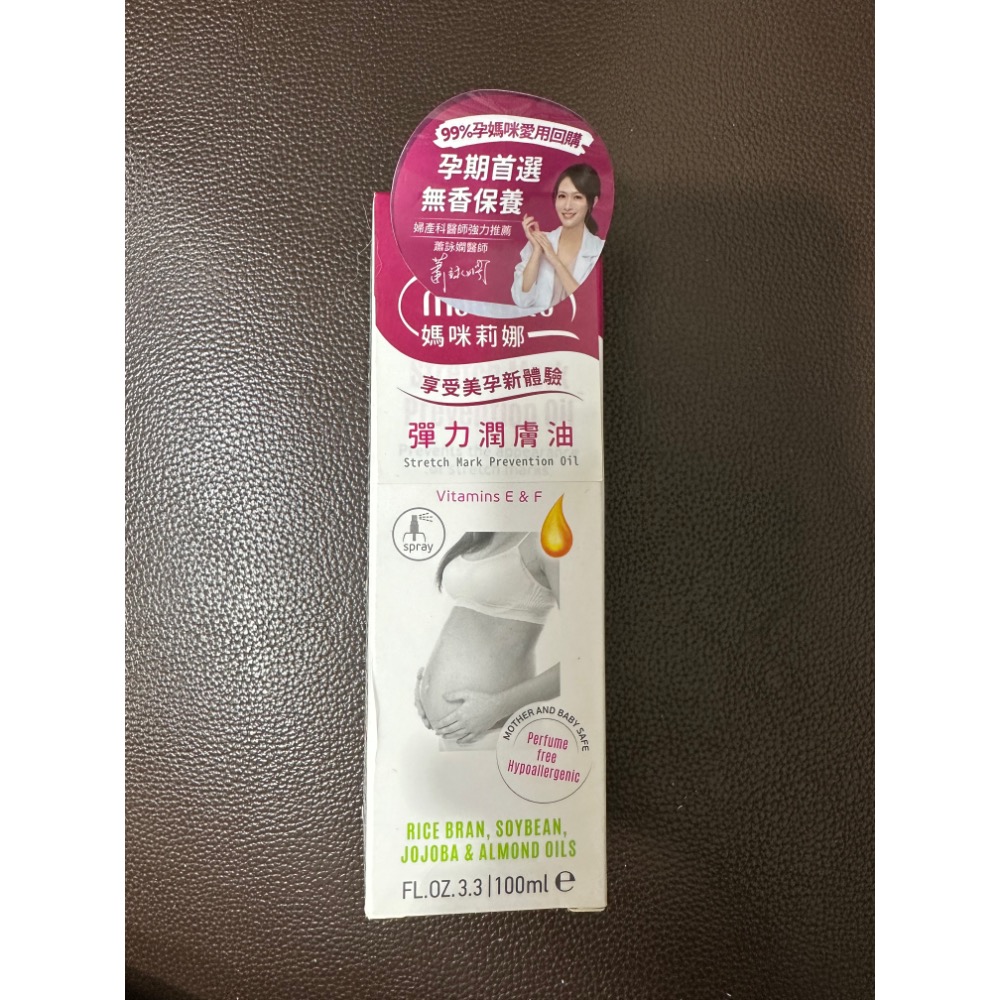 99%孕媽咪愛用回購
孕期首選
無香保養
婦產科醫師強力推薦
蕭詠嫻醫師
媽咪莉娜
享受美孕新體驗
彈力潤膚油
Stretch Mark Prevention Oil
Vitamins E & F
spray
MOTHER AND BABY SAFE
Perfume
free
Hypoallergenic
RICE BRAN, SOYBEAN,
JOJOBA & ALMOND OILS
FL.OZ.3.3|100ml ℮